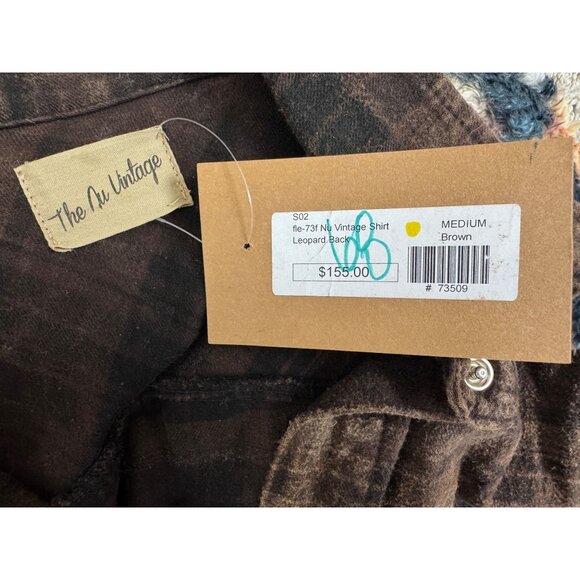 The Nu Vintage
S02
fle-73f Nu Vintage Shirt
Leopard Back
$155.00
MEDIUM
Brown
# 73509